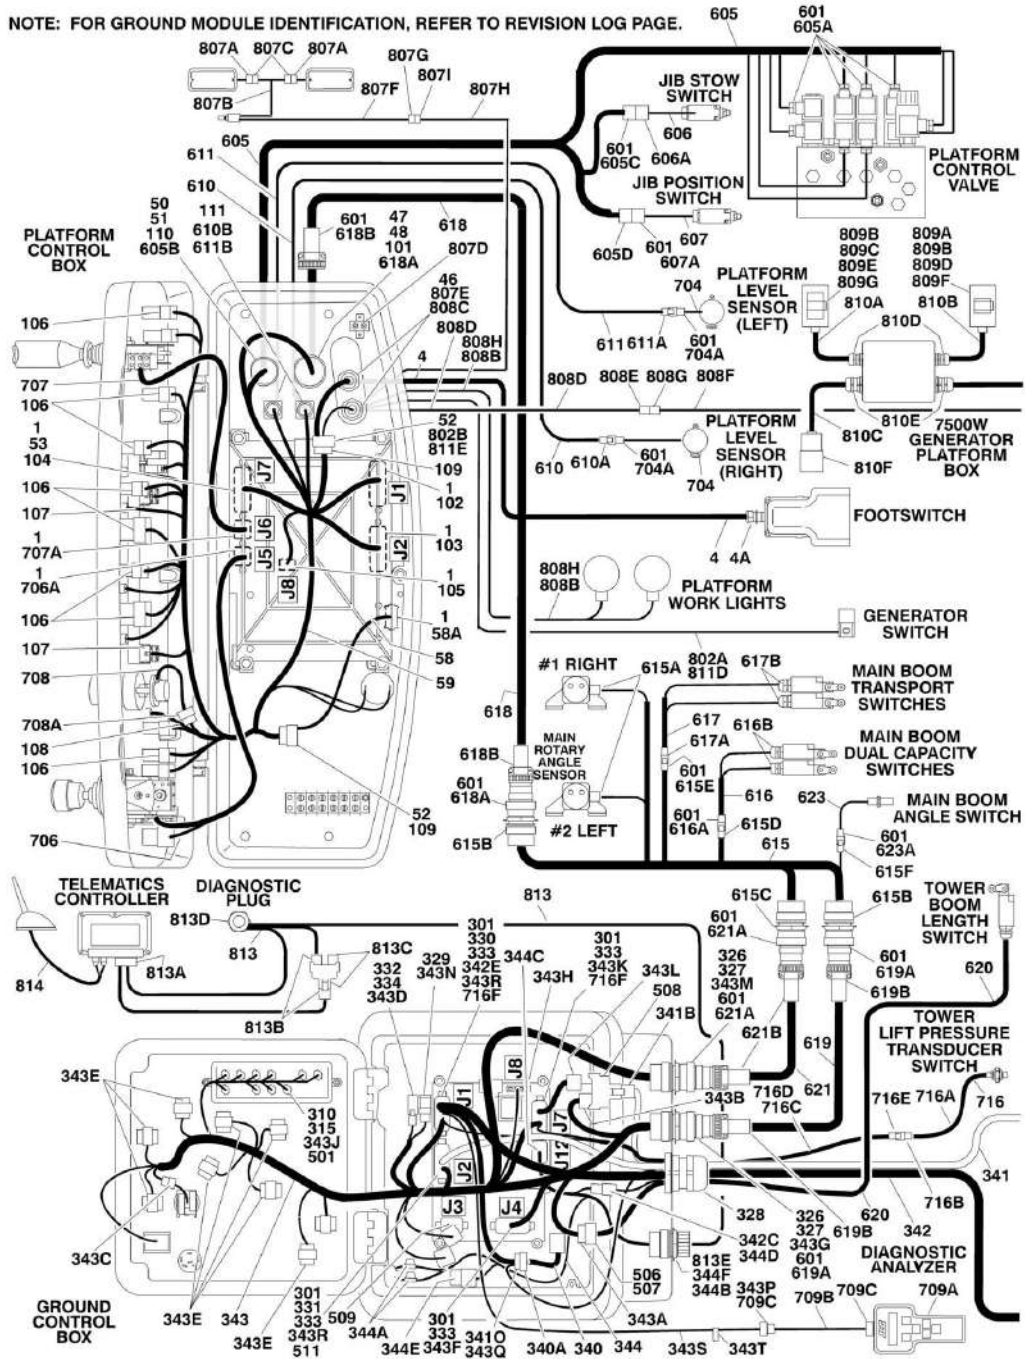 NOTE: FOR GROUND MODULE IDENTIFICATION, REFER TO REVISION LOG PAGE.
605
601
605A
807A
807C
807A
807G
807I
807B
807F
807H
JIB STOW
SWITCH
606
601
605C
606A
PLATFORM
CONTROL
VALVE
605
611
610
JIB POSITION
SWITCH
607
605D
601
607A
50
51
110
605B
111
610B
611B
601
618B
47
48
101
618A
618
807D
PLATFORM
CONTROL
BOX
46
807E
808C
808D
808H
808B
4
PLATFORM
LEVEL
SENSOR
(LEFT)
704
611
611A
601
704A
809B
809C
809E
809G
809A
809B
809D
809F
810A
810B
810D
810E
810C
810F
7500W
GENERATOR
PLATFORM
BOX
106
707
106
1
53
104
106
107
1
707A
1
706A
106
107
708
708A
108
106
706
808D
808E
808G
808F
52
802B
811E
109
1
102
1
103
1
105
1
58A
58
59
52
109
J7
J1
J6
J5
J8
J2
610
610A
601
704A
PLATFORM
LEVEL
SENSOR
(RIGHT)
704
FOOTSWITCH
4
4A
808H
808B
PLATFORM
WORK LIGHTS
GENERATOR
SWITCH
802A
811D
#1 RIGHT
615A
617B
MAIN BOOM
TRANSPORT
SWITCHES
618
617
617A
616B
MAIN
ROTARY
ANGLE
SENSOR
618B
601
615E
MAIN BOOM
DUAL CAPACITY
SWITCHES
601
618A
#2 LEFT
616
601
616A
615D
623
MAIN BOOM
ANGLE SWITCH
615B
615
601
623A
615F
TELEMATICS
CONTROLLER
DIAGNOSTIC
PLUG
813D
813
813
814
813A
813C
813B
615C
615B
TOWER
BOOM
LENGTH
SWITCH
601
621A
601
619A
619B
620
332
334
343D
329
343N
301
330
333
342E
343R
716F
344C
343H
301
333
343K
716F
343L
508
341B
326
327
343M
601
621A
621B
619
TOWER
LIFT PRESSURE
TRANSDUCER
SWITCH
343E
310
315
343J
501
J1
J8
J7
J2
J12
J3
J4
716D
621
343B
716C
716E
716A
716
341
716B
328
326
327
343G
601
619A
619B
620
342
343C
GROUND
CONTROL
BOX
343E
343
343E
301
331
333
343R
511
509
344A
344E
301
333
343F
341O
343Q
340A
340
344
343A
506
507
342C
344D
813E
344F
344B
343S
343T
343P
709C
709B
709C
709A
DIAGNOSTIC
ANALYZER